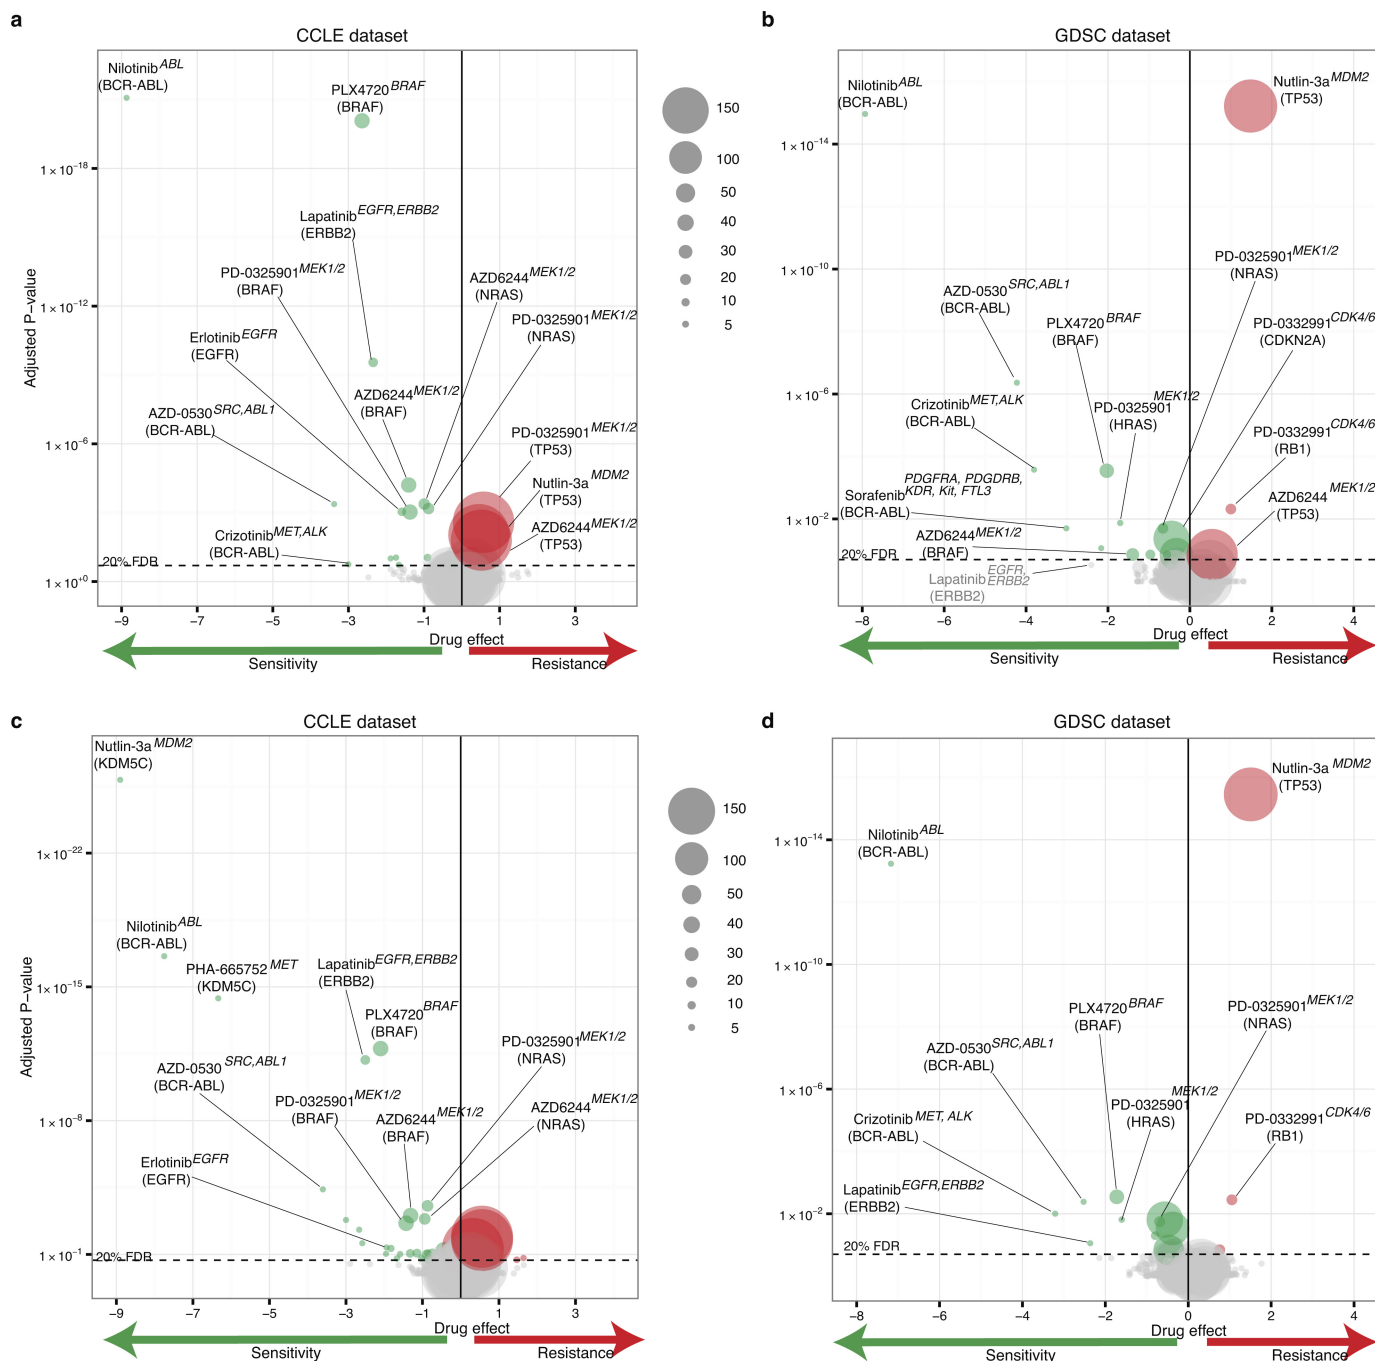 a
CCLE dataset
Adjusted P–value
1 × 10−18
1 × 10−12
1 × 10−6
1 × 10+0
Nilotinib ABL
(BCR-ABL)
PLX4720 BRAF
(BRAF)
Lapatinib EGFR,ERBB2
(ERBB2)
PD-0325901 MEK1/2
(BRAF)
AZD6244 MEK1/2
(NRAS)
PD-0325901 MEK1/2
(NRAS)
Erlotinib EGFR
(EGFR)
AZD6244 MEK1/2
(BRAF)
AZD-0530 SRC,ABL1
(BCR-ABL)
PD-0325901 MEK1/2
(TP53)
Nutlin-3a MDM2
(TP53)
AZD6244 MEK1/2
(TP53)
Crizotinib MET,ALK
(BCR-ABL)
20% FDR
−9 −7 −5 −3 −1 1 3
Drug effect
Sensitivity
Resistance
150
100
50
40
30
20
10
5
b
GDSC dataset
1 × 10−14
1 × 10−10
1 × 10−6
1 × 10−2
Nilotinib ABL
(BCR-ABL)
Nutlin-3a MDM2
(TP53)
PD-0325901 MEK1/2
(NRAS)
AZD-0530 SRC,ABL1
(BCR-ABL)
PLX4720 BRAF
(BRAF)
PD-0332991 CDK4/6
(CDKN2A)
Crizotinib MET,ALK
(BCR-ABL)
MEK1/2
PD-0325901
(HRAS)
PD-0332991 CDK4/6
(RB1)
PDGFRA, PDGDRB,
KDR, Kit, FTL3
Sorafenib
(BCR-ABL)
AZD6244 MEK1/2
(TP53)
AZD6244 MEK1/2
(BRAF)
20% FDR
EGFR,
Lapatinib ERBB2
(ERBB2)
−8 −6 −4 −2 0 2 4
Drug effect
Sensitivity
Resistance
c
CCLE dataset
Adjusted P–value
1 × 10−22
1 × 10−15
1 × 10−8
1 × 10−1
Nutlin-3a MDM2
(KDM5C)
Nilotinib ABL
(BCR-ABL)
PHA-665752 MET
(KDM5C)
Lapatinib EGFR,ERBB2
(ERBB2)
PLX4720 BRAF
(BRAF)
PD-0325901 MEK1/2
(NRAS)
AZD-0530 SRC,ABL1
(BCR-ABL)
PD-0325901 MEK1/2
(BRAF)
AZD6244 MEK1/2
(BRAF)
AZD6244 MEK1/2
(NRAS)
Erlotinib EGFR
(EGFR)
20% FDR
−9 −7 −5 −3 −1 1 3
Drug effect
Sensitivity
Resistance
150
100
50
40
30
20
10
5
d
GDSC dataset
1 × 10−14
1 × 10−10
1 × 10−6
1 × 10−2
Nutlin-3a MDM2
(TP53)
Nilotinib ABL
(BCR-ABL)
PLX4720 BRAF
(BRAF)
PD-0325901 MEK1/2
(NRAS)
AZD-0530 SRC,ABL1
(BCR-ABL)
MEK1/2
PD-0325901
(HRAS)
Crizotinib MET, ALK
(BCR-ABL)
PD-0332991 CDK4/6
(RB1)
Lapatinib EGFR,ERBB2
(ERBB2)
20% FDR
−8 −6 −4 −2 0 2 4
Drug effect
Sensitivity
Resistance